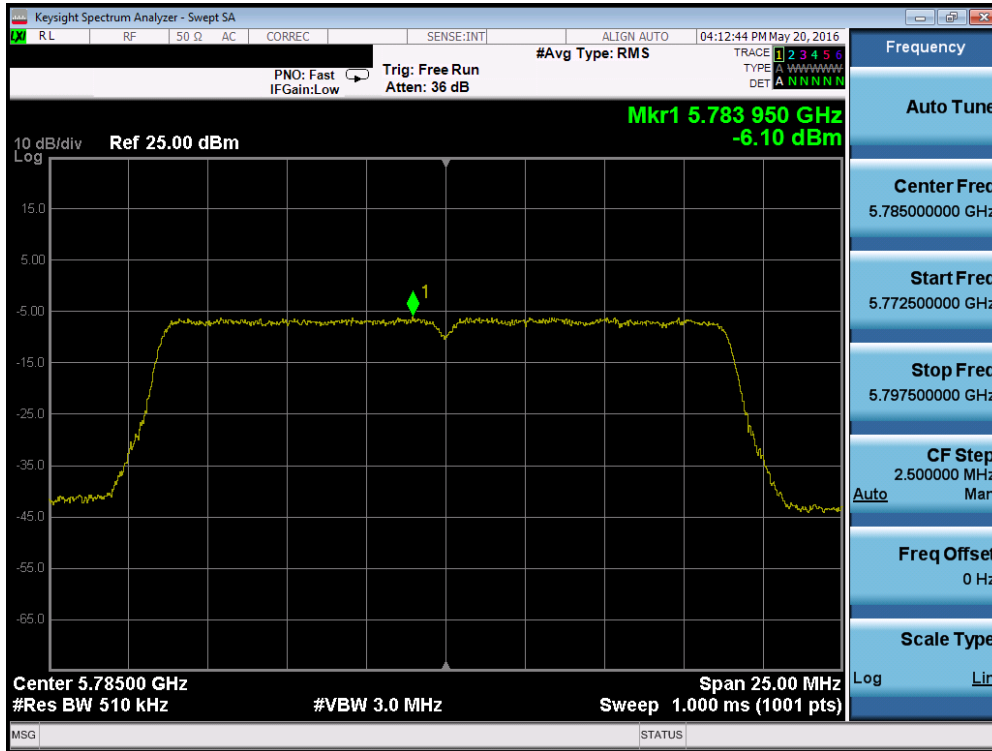 Keysight Spectrum Analyzer - Swept SA
LXI RL RF 50 Ω AC CORREC SENSE:INT ALIGN AUTO 04:12:44 PM May 20, 2016
#Avg Type: RMS TRACE 1 2 3 4 5 6
PNO: Fast Trig: Free Run TYPE A WWWWW
IFGain:Low Atten: 36 dB DET A N N N N N
Mkr1 5.783 950 GHz
-6.10 dBm
10 dB/div Ref 25.00 dBm
Log
1
15.0
5.00
-5.00
-15.0
-25.0
-35.0
-45.0
-55.0
-65.0
Center 5.78500 GHz Span 25.00 MHz
#Res BW 510 kHz #VBW 3.0 MHz Sweep 1.000 ms (1001 pts)
MSG STATUS
Frequency
Auto Tune
Center Freq
5.785000000 GHz
Start Freq
5.772500000 GHz
Stop Freq
5.797500000 GHz
CF Step
2.500000 MHz
Auto Man
Freq Offset
0 Hz
Scale Type
Log Lin